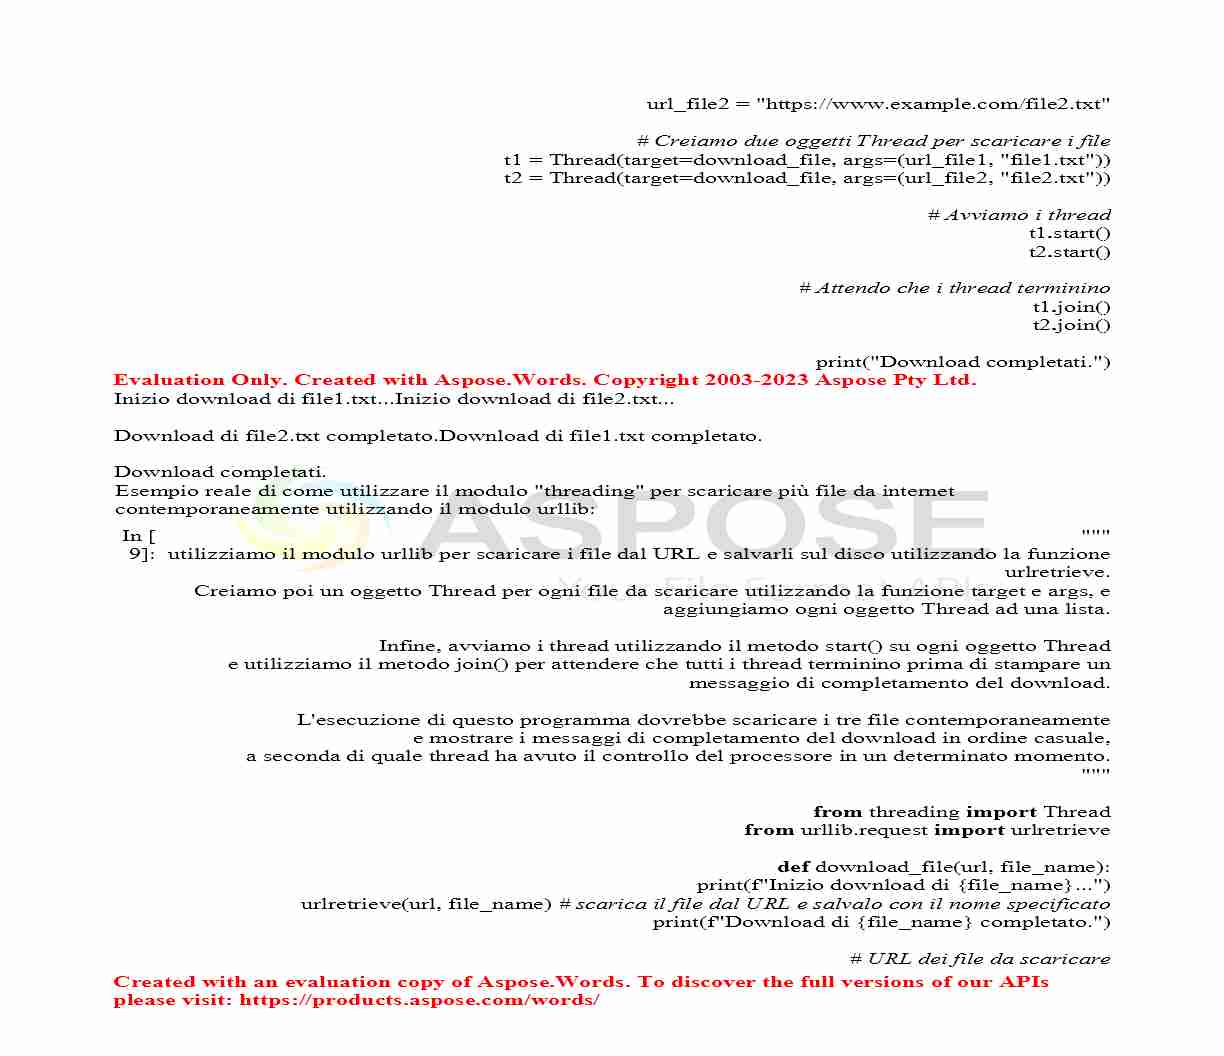 url_file2 = "https://www.example.com/file2.txt"
# Creiamo due oggetti Thread per scaricare i file
t1 = Thread(target=download_file, args=(url_file1, "file1.txt"))
t2 = Thread(target=download_file, args=(url_file2, "file2.txt"))
# Avviamo i thread
t1.start()
t2.start()
# Attendo che i thread terminino
t1.join()
t2.join()
print("Download completati.")
Evaluation Only. Created with Aspose.Words. Copyright 2003-2023 Aspose Pty Ltd.
Inizio download di file1.txt...Inizio download di file2.txt...
Download di file2.txt completato.Download di file1.txt completato.
Download completati.
Esempio reale di come utilizzare il modulo "threading" per scaricare più file da internet
contemporaneamente utilizzando il modulo urllib:
ASPOSE
Your File Format APIs
In [ """
9]: utilizziamo il modulo urllib per scaricare i file dal URL e salvarli sul disco utilizzando la funzione
urlretrieve.
Creiamo poi un oggetto Thread per ogni file da scaricare utilizzando la funzione target e args, e
aggiungiamo ogni oggetto Thread ad una lista.
Infine, avviamo i thread utilizzando il metodo start() su ogni oggetto Thread
e utilizziamo il metodo join() per attendere che tutti i thread terminino prima di stampare un
messaggio di completamento del download.
L'esecuzione di questo programma dovrebbe scaricare i tre file contemporaneamente
e mostrare i messaggi di completamento del download in ordine casuale,
a seconda di quale thread ha avuto il controllo del processore in un determinato momento.
"""
from threading import Thread
from urllib.request import urlretrieve
def download_file(url, file_name):
print(f"Inizio download di {file_name}...")
urlretrieve(url, file_name) # scarica il file dal URL e salvalo con il nome specificato
print(f"Download di {file_name} completato.")
# URL dei file da scaricare
Created with an evaluation copy of Aspose.Words. To discover the full versions of our APIs
please visit: https://products.aspose.com/words/